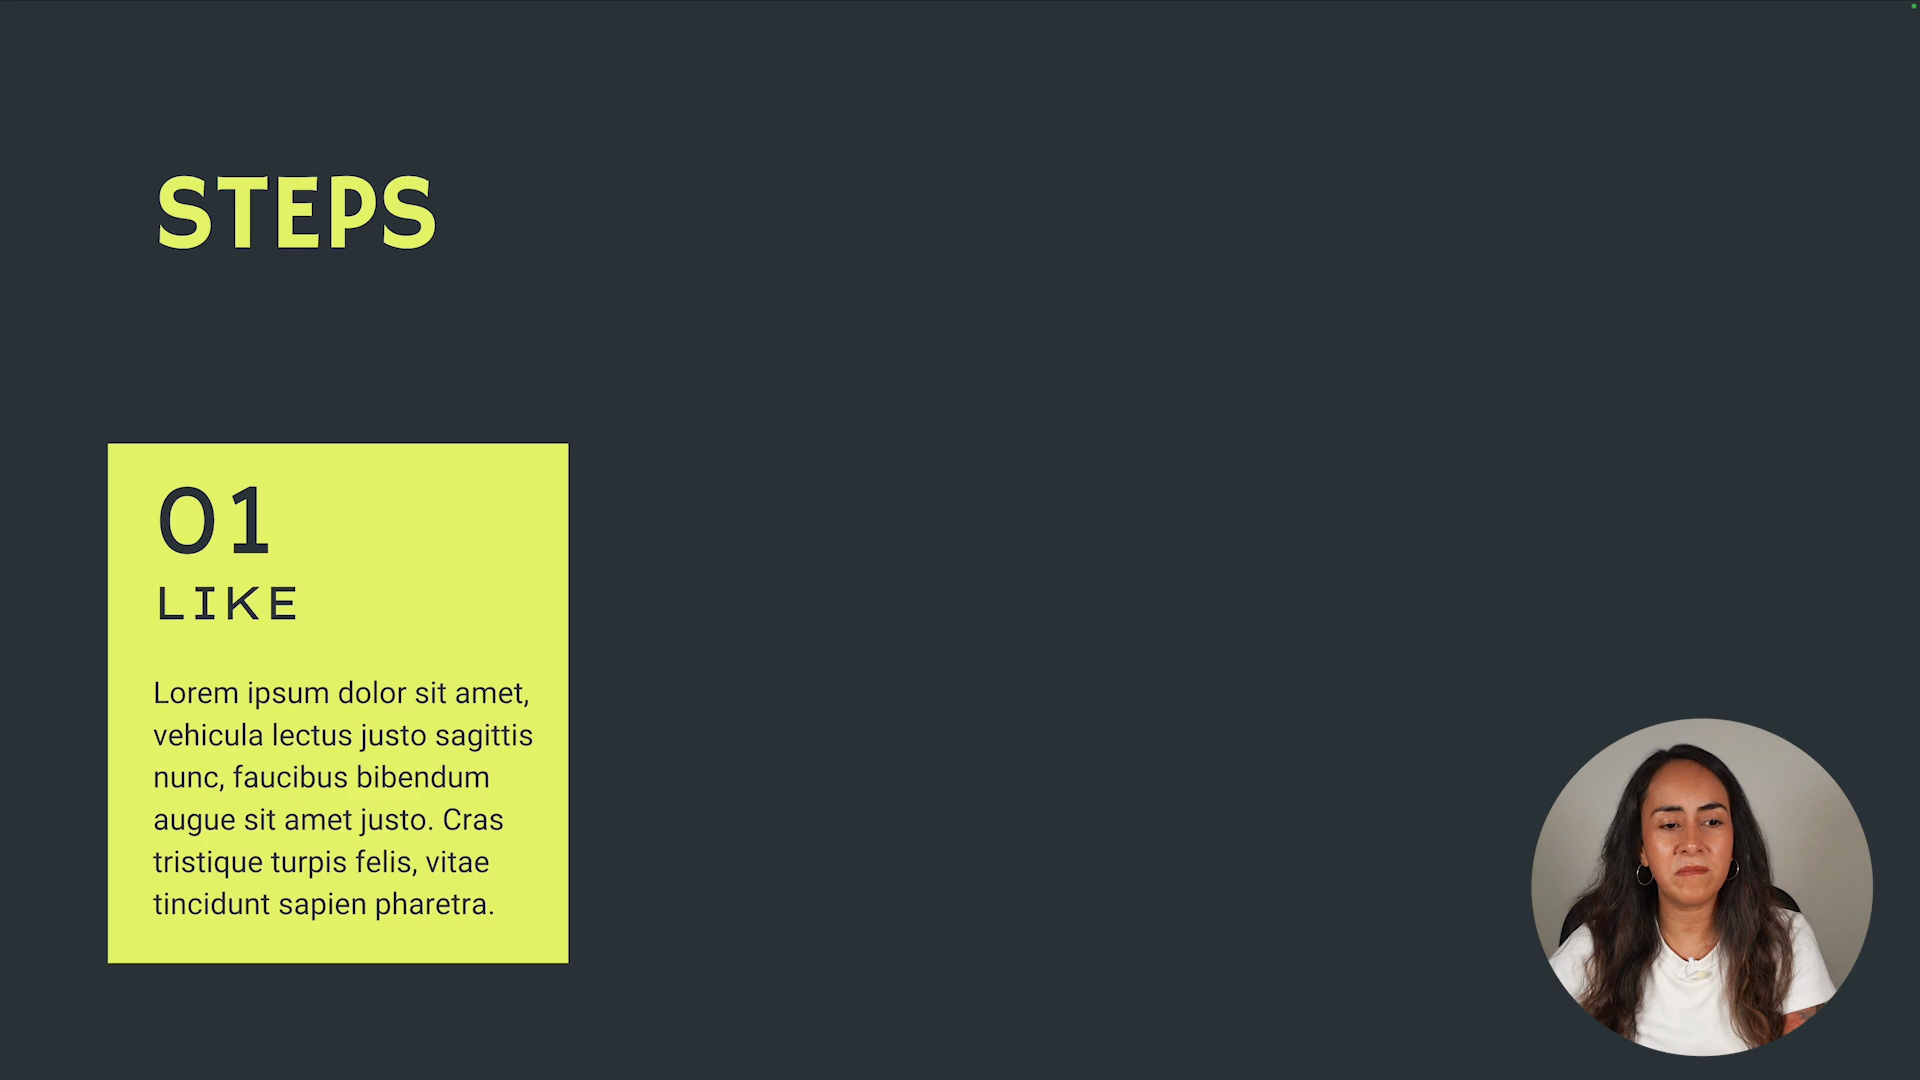 STEPS
01
LIKE
Lorem ipsum dolor sit amet,
vehicula lectus justo sagittis
nunc, faucibus bibendum
augue sit amet justo. Cras
tristique turpis felis, vitae
tincidunt sapien pharetra.